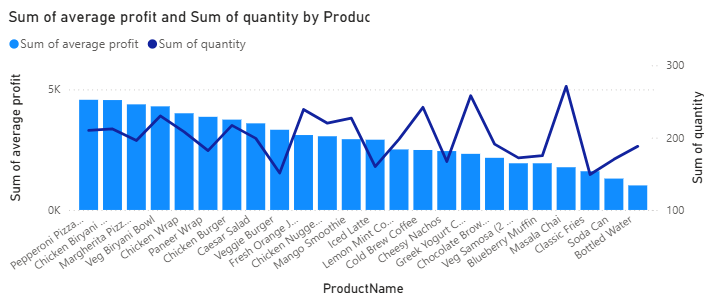 Sum of average profit and Sum of quantity by Produc
Sum of average profit Sum of quantity
Sum of average profit
5K
0K
Pepperoni Pizza...
Chicken Biryani ...
Margherita Pizz...
Veg Biryani Bowl
Chicken Wrap
Paneer Wrap
Chicken Burger
Caesar Salad
Veggie Burger
Fresh Orange J...
Chicken Nugge...
Mango Smoothie
Iced Latte
Lemon Mint Co...
Cold Brew Coffee
Cheesy Nachos
Greek Yogurt C...
Chocolate Brow...
Veg Samosa (2 ...
Blueberry Muffin
Masala Chai
Classic Fries
Soda Can
Bottled Water
300
200
100
Sum of quantity
ProductName